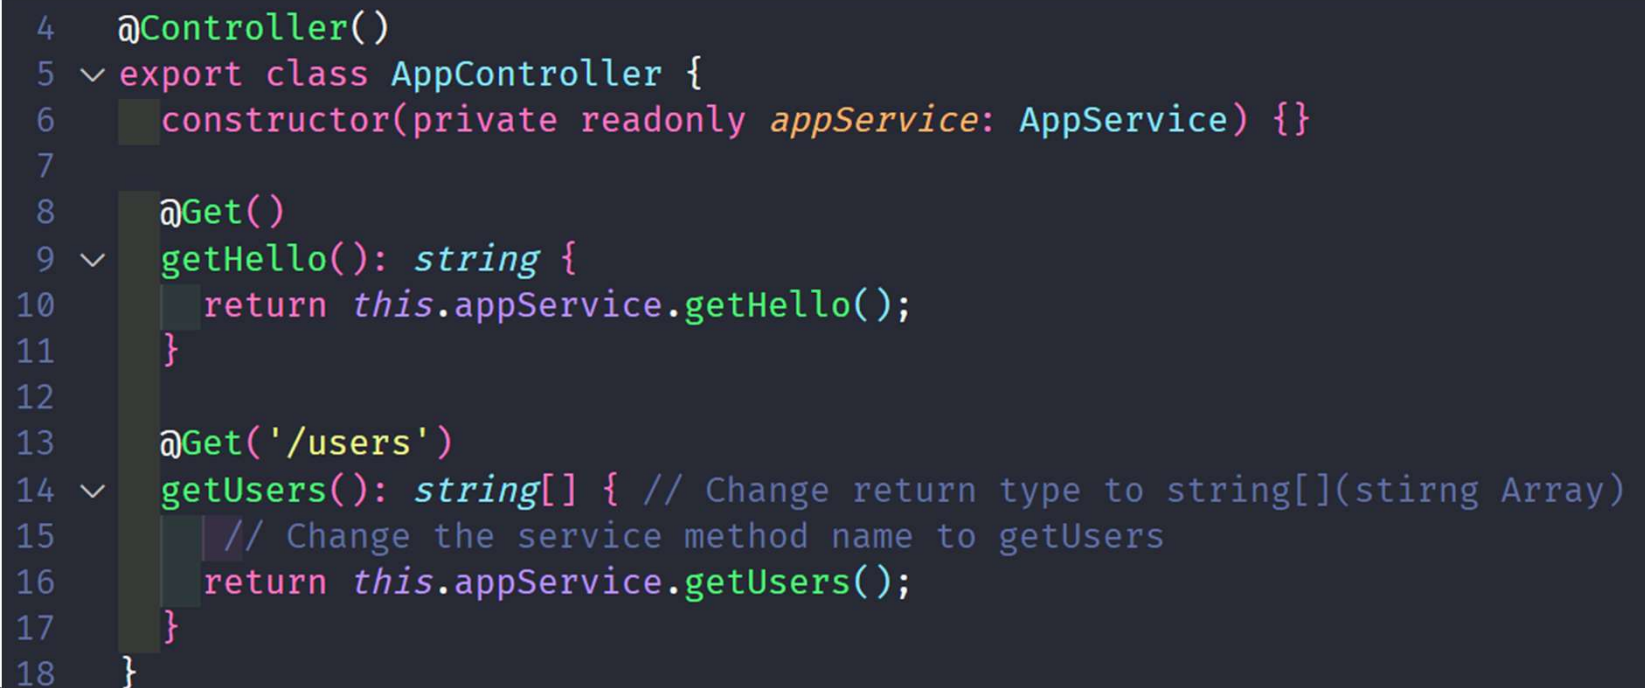 4 @Controller()
5 export class AppController {
6 constructor(private readonly appService: AppService) {}
7
8 @Get()
9 getHello(): string {
10 return this.appService.getHello();
11 }
12
13 @Get('/users')
14 getUsers(): string[] { // Change return type to string[](stirng Array)
15 // Change the service method name to getUsers
16 return this.appService.getUsers();
17 }
18 }